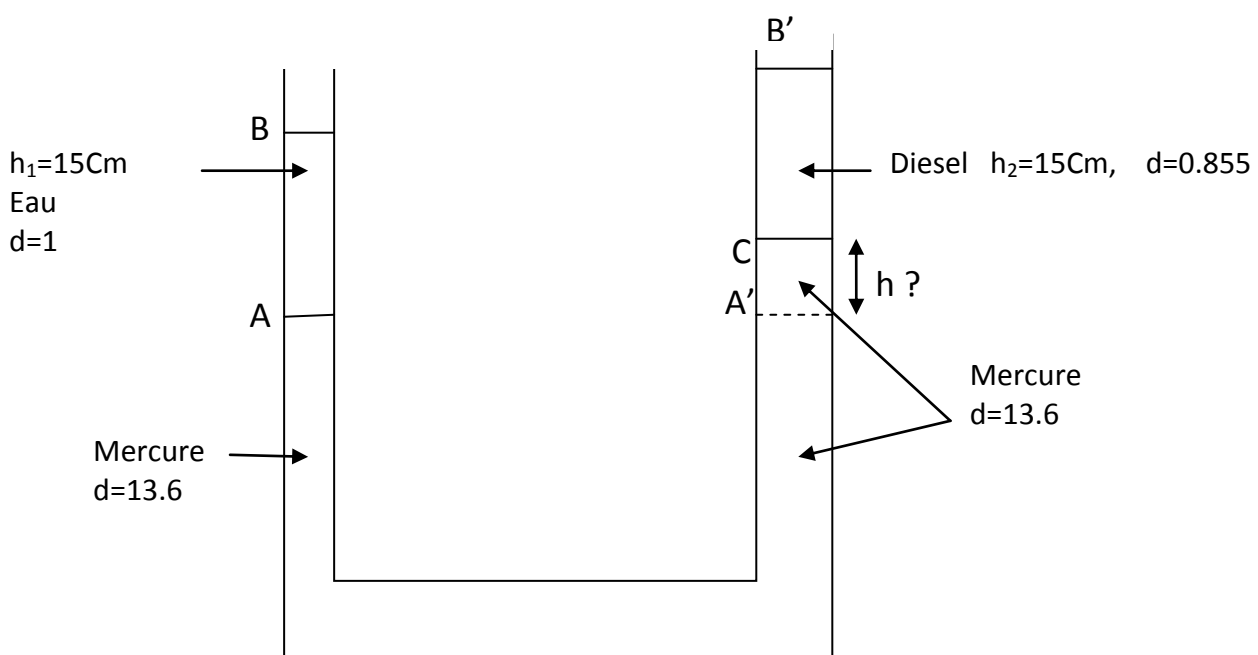 B’
B
h₁=15Cm
Eau
d=1
Diesel h₂=15Cm, d=0.855
C
h ?
A
A’
Mercure
d=13.6
Mercure
d=13.6